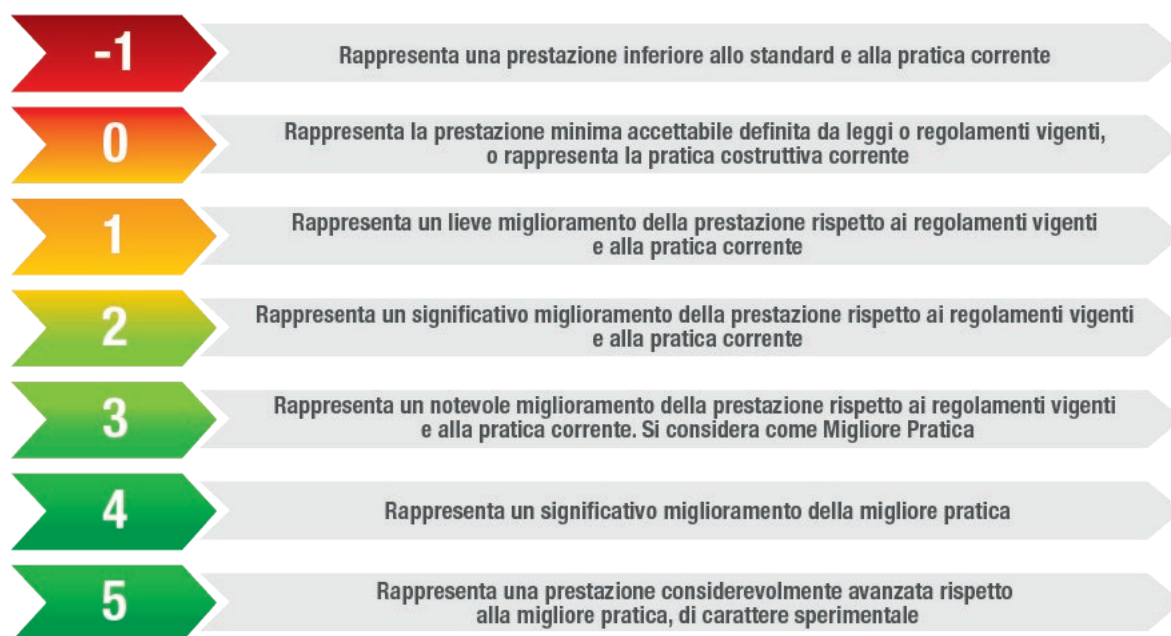 -1
Rappresenta una prestazione inferiore allo standard e alla pratica corrente
0
Rappresenta la prestazione minima accettabile definita da leggi o regolamenti vigenti,
o rappresenta la pratica costruttiva corrente
1
Rappresenta un lieve miglioramento della prestazione rispetto ai regolamenti vigenti
e alla pratica corrente
2
Rappresenta un significativo miglioramento della prestazione rispetto ai regolamenti vigenti
e alla pratica corrente
3
Rappresenta un notevole miglioramento della prestazione rispetto ai regolamenti vigenti
e alla pratica corrente. Si considera come Migliore Pratica
4
Rappresenta un significativo miglioramento della migliore pratica
5
Rappresenta una prestazione considerevolmente avanzata rispetto
alla migliore pratica, di carattere sperimentale